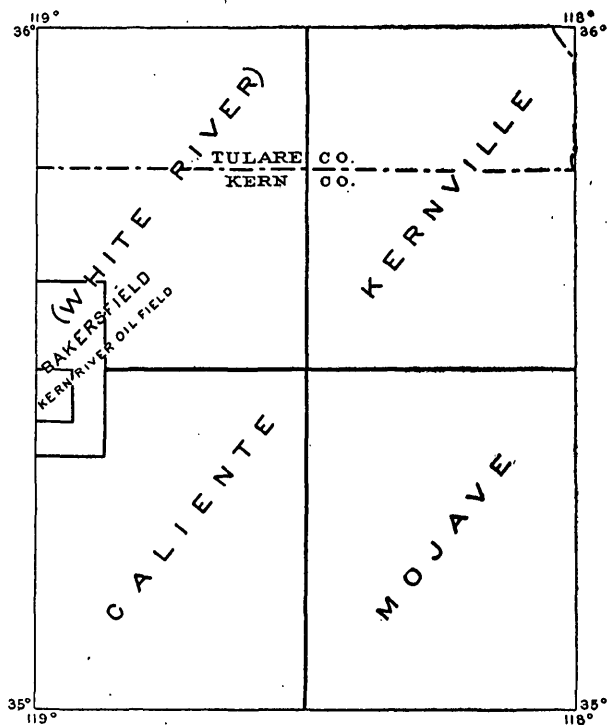 119° 118°
36° 36°
(WHITE RIVER)
TULARE CO.
KERN CO.
KERNVILLE
BAKERSFIELD
KERN RIVER OIL FIELD
CALIENTE
MOJAVE
35° 35°
119° 118°